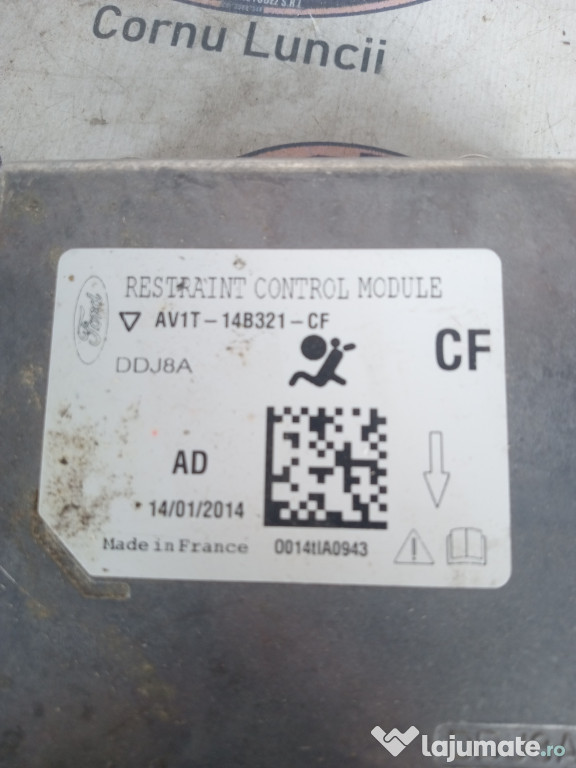 Cornu Luncii
RESTRAINT CONTROL MODULE
Ford
AV1T-14B321-CF
CF
DDJ8A
AD
14/01/2014
Made in France
0014tIA0943
lajumate.ro